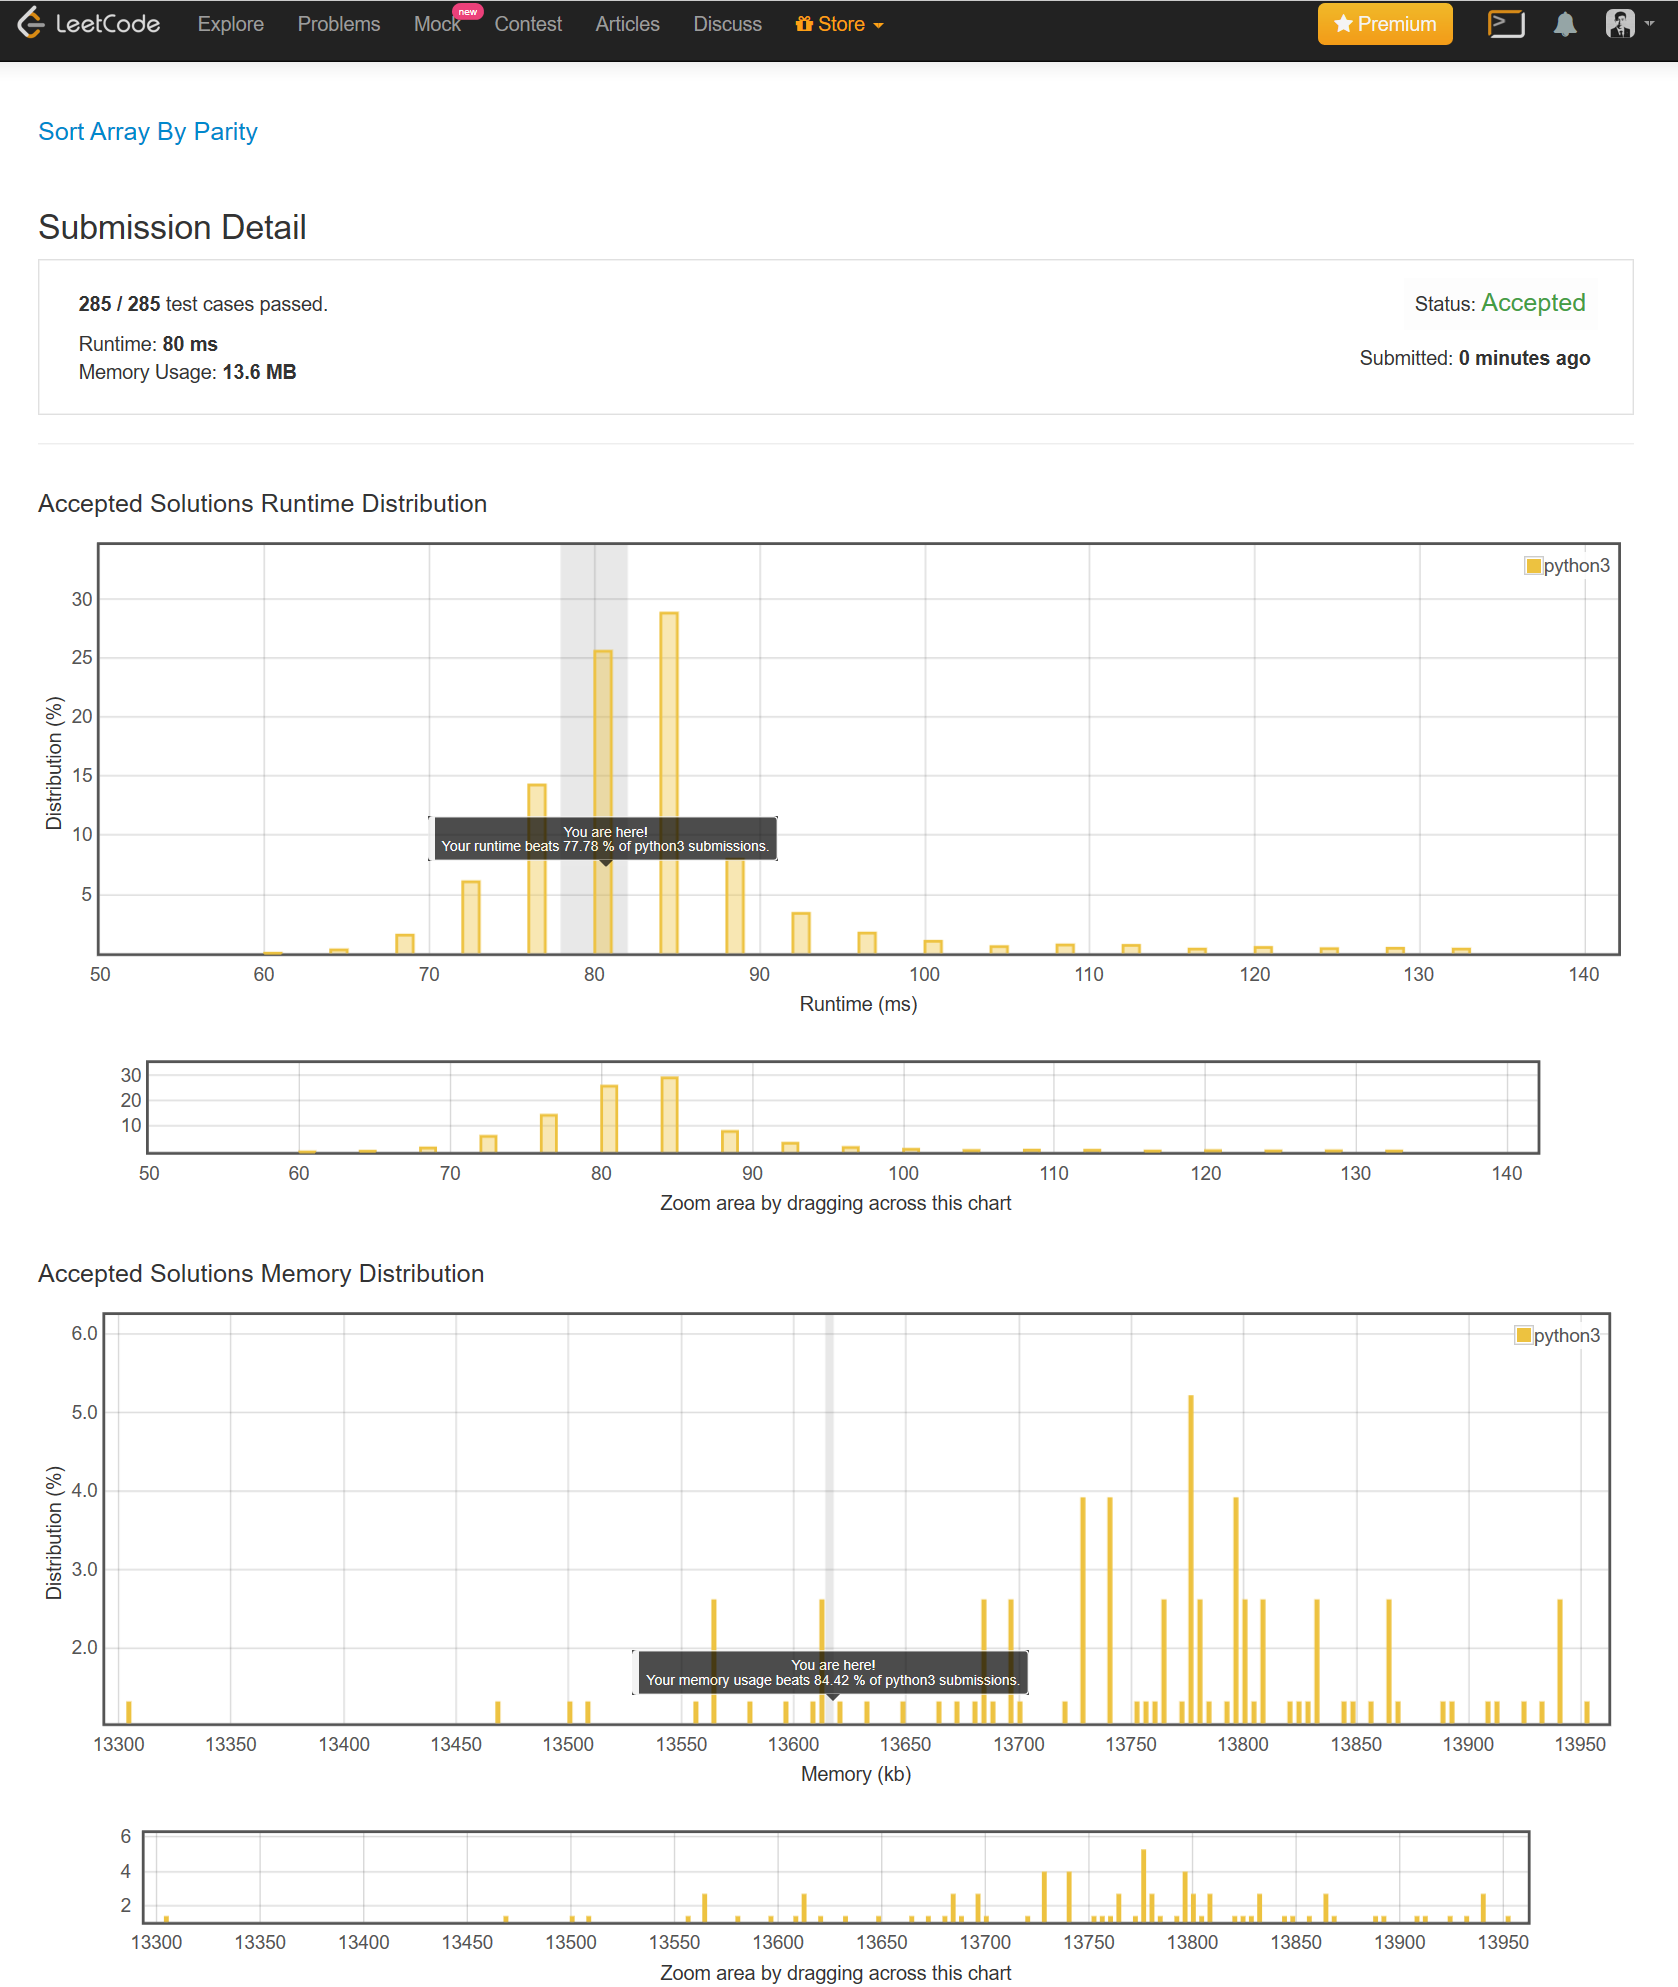 LeetCode Explore Problems Mock new Contest Articles Discuss Store Premium
Sort Array By Parity
Submission Detail
285 / 285 test cases passed.
Status: Accepted
Runtime: 80 ms
Submitted: 0 minutes ago
Memory Usage: 13.6 MB
Accepted Solutions Runtime Distribution
python3
30
25
20
15
10
5
Distribution (%)
You are here!
Your runtime beats 77.78 % of python3 submissions.
50 60 70 80 90 100 110 120 130 140
Runtime (ms)
30
20
10
50 60 70 80 90 100 110 120 130 140
Zoom area by dragging across this chart
Accepted Solutions Memory Distribution
python3
6.0
5.0
4.0
3.0
2.0
Distribution (%)
You are here!
Your memory usage beats 84.42 % of python3 submissions.
13300 13350 13400 13450 13500 13550 13600 13650 13700 13750 13800 13850 13900 13950
Memory (kb)
6
4
2
13300 13350 13400 13450 13500 13550 13600 13650 13700 13750 13800 13850 13900 13950
Zoom area by dragging across this chart